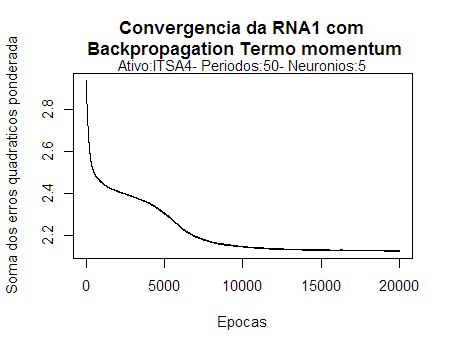 Convergencia da RNA1 com
Backpropagation Termo momentum
Ativo:ITSA4- Periodos:50- Neuronios:5
Soma dos erros quadraticos ponderada
2.8
2.6
2.4
2.2
0 5000 10000 15000 20000
Epocas